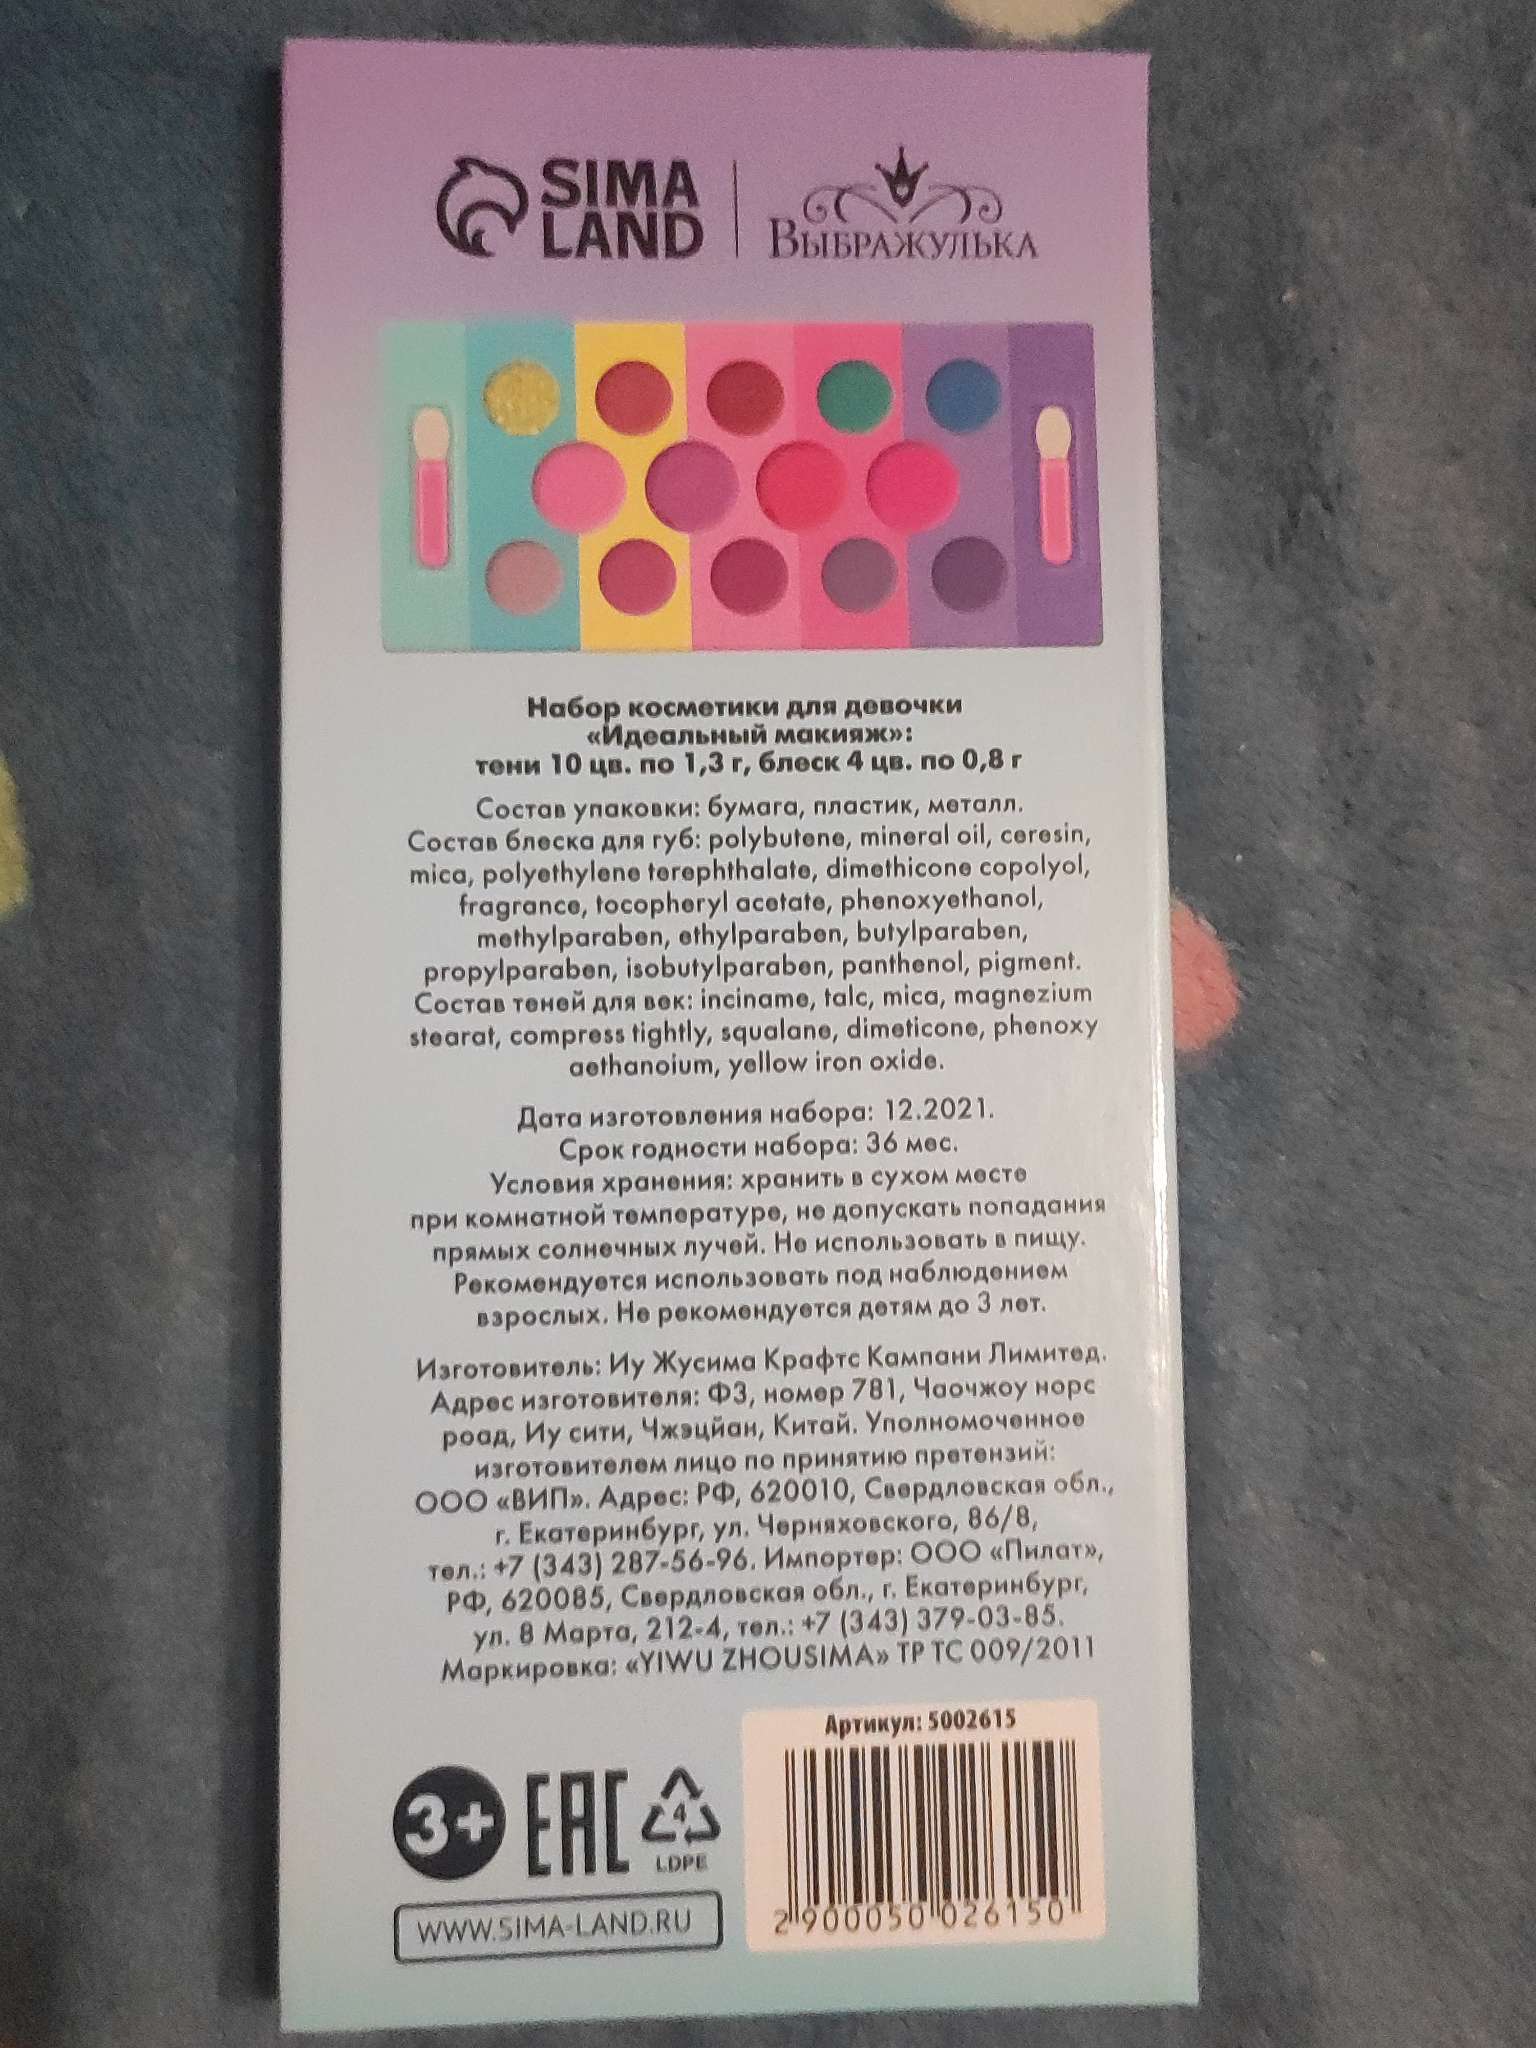 SIMA
LAND
Выбражулька
Набор косметики для девочки
«Идеальный макияж»:
тени 10 цв. по 1,3 г, блеск 4 цв. по 0,8 г
Состав упаковки: бумага, пластик, металл.
Состав блеска для губ: polybutene, mineral oil, ceresin,
mica, polyethylene terephthalate, dimethicone copolyol,
fragrance, tocopheryl acetate, phenoxyethanol,
methylparaben, ethylparaben, butylparaben,
propylparaben, isobutylparaben, panthenol, pigment.
Состав теней для век: inciname, talc, mica, magnezium
stearat, compress tightly, squalane, dimeticone, phenoxy
aethanoium, yellow iron oxide.
Дата изготовления набора: 12.2021.
Срок годности набора: 36 мес.
Условия хранения: хранить в сухом месте
при комнатной температуре, не допускать попадания
прямых солнечных лучей. Не использовать в пищу.
Рекомендуется использовать под наблюдением
взрослых. Не рекомендуется детям до 3 лет.
Изготовитель: Иу Жусима Крафтс Кампани Лимитед.
Адрес изготовителя: Ф3, номер 781, Чаочжоу норс
роад, Иу сити, Чжэцйан, Китай. Уполномоченное
изготовителем лицо по принятию претензий:
ООО «ВИП». Адрес: РФ, 620010, Свердловская обл.,
г. Екатеринбург, ул. Черняховского, 86/8,
тел.: +7 (343) 287-56-96. Импортер: ООО «Пилат»,
РФ, 620085, Свердловская обл., г. Екатеринбург,
ул. 8 Марта, 212-4, тел.: +7 (343) 379-03-85.
Маркировка: «YIWU ZHOUSIMA» ТР ТС 009/2011
Артикул: 5002615
3+
EAC
4
LDPE
WWW.SIMA-LAND.RU
2 900050 026150